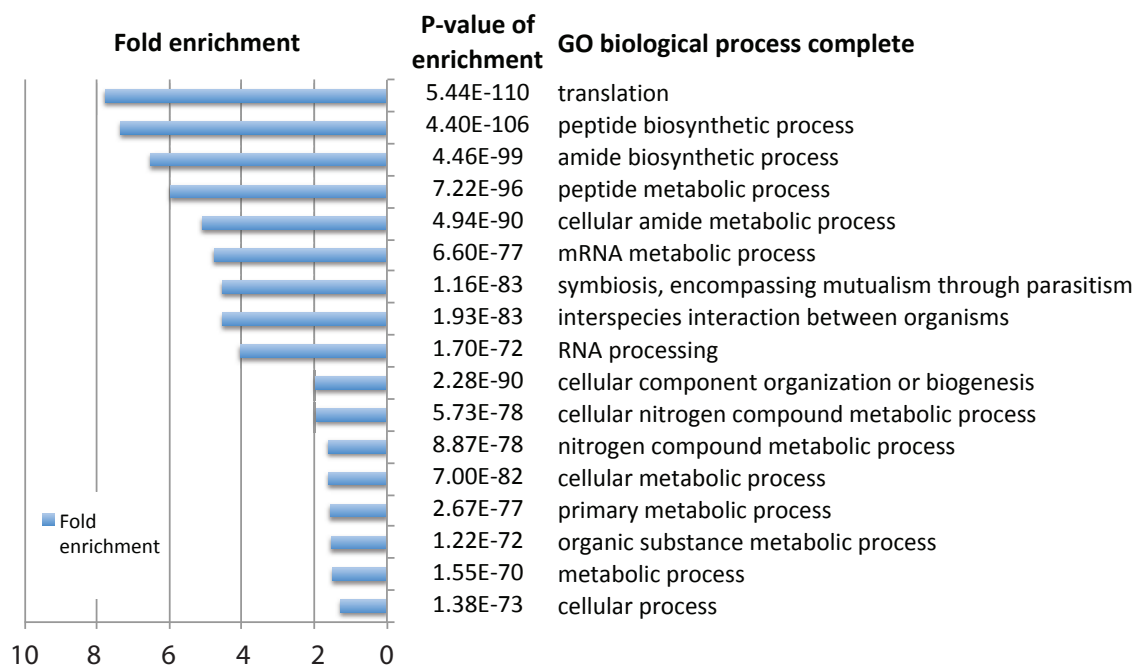 Fold enrichment
P-value of
enrichment
GO biological process complete
5.44E-110 translation
4.40E-106 peptide biosynthetic process
4.46E-99 amide biosynthetic process
7.22E-96 peptide metabolic process
4.94E-90 cellular amide metabolic process
6.60E-77 mRNA metabolic process
1.16E-83 symbiosis, encompassing mutualism through parasitism
1.93E-83 interspecies interaction between organisms
1.70E-72 RNA processing
2.28E-90 cellular component organization or biogenesis
5.73E-78 cellular nitrogen compound metabolic process
8.87E-78 nitrogen compound metabolic process
7.00E-82 cellular metabolic process
2.67E-77 primary metabolic process
1.22E-72 organic substance metabolic process
1.55E-70 metabolic process
1.38E-73 cellular process
Fold
enrichment
10 8 6 4 2 0